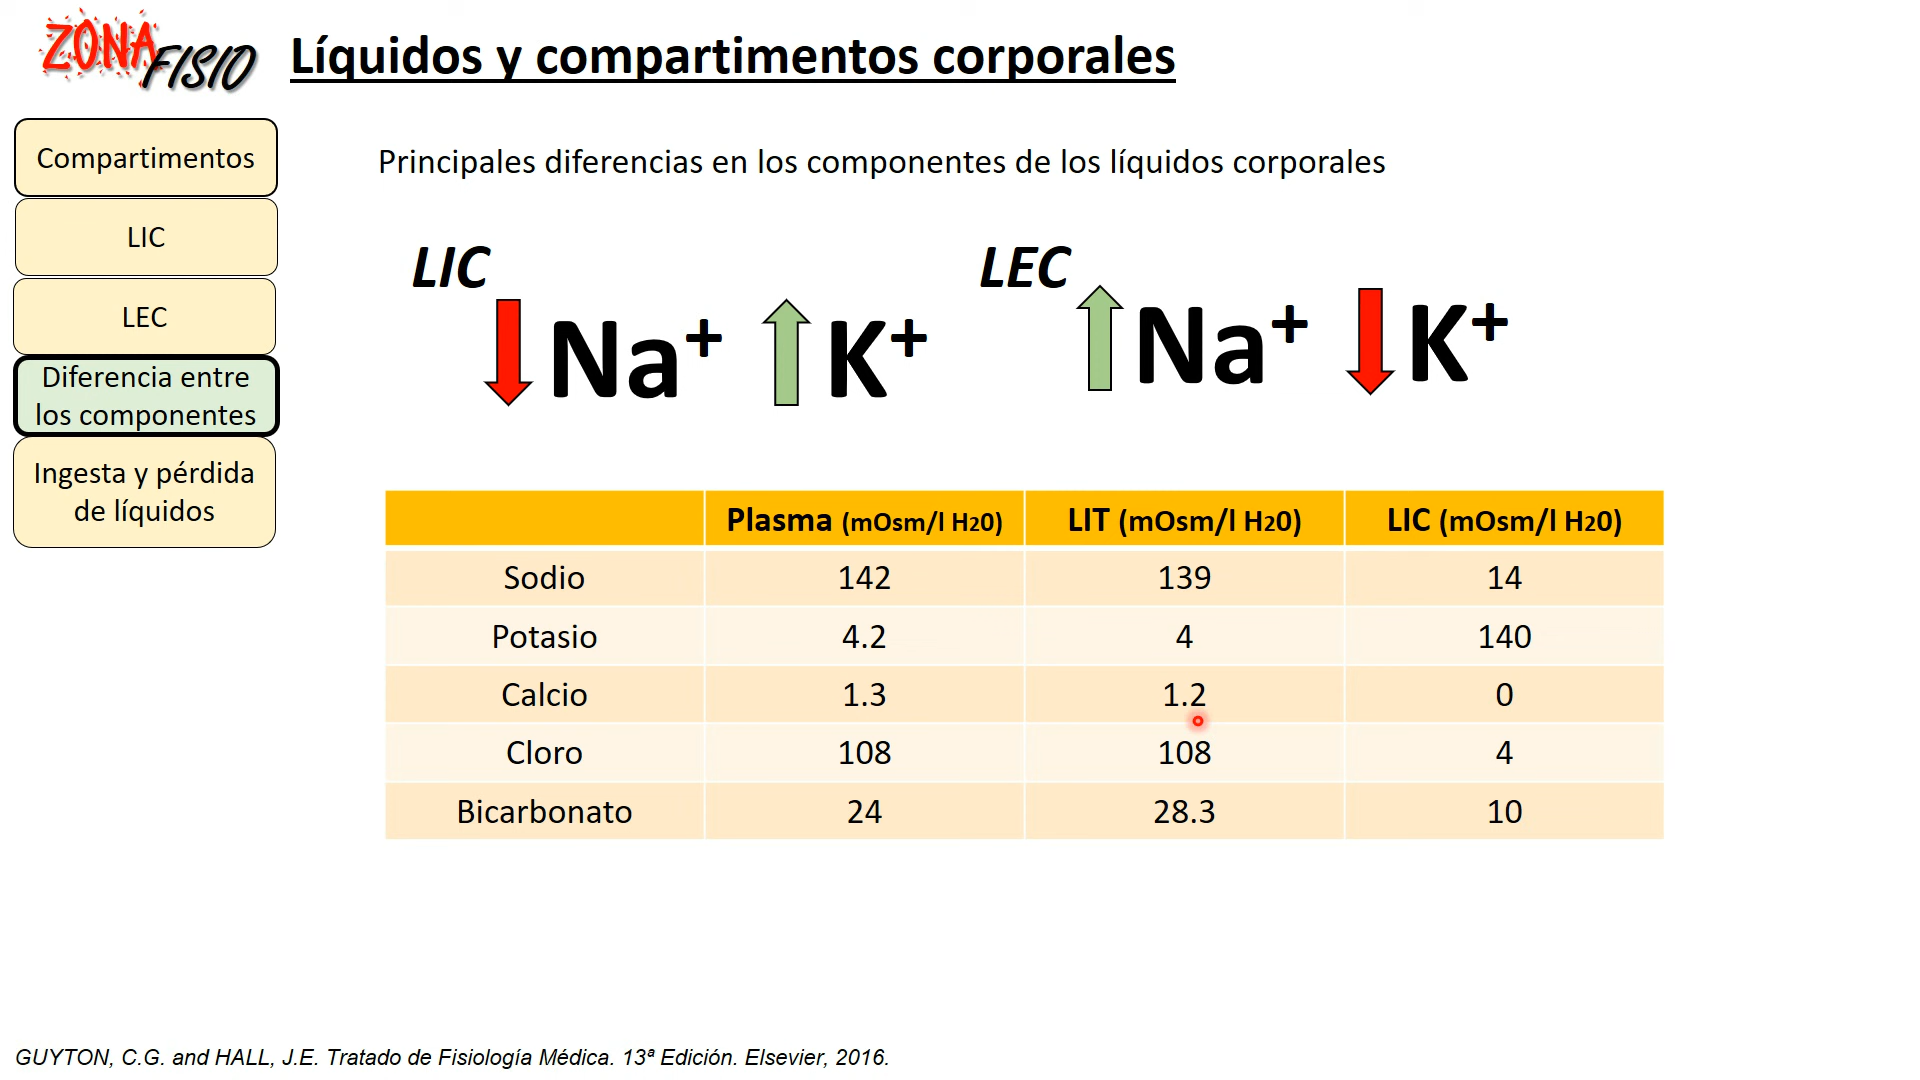 ZONA
FISIO
Líquidos y compartimentos corporales
Compartimentos
LIC
LEC
Diferencia entre
los componentes
Ingesta y pérdida
de líquidos
Principales diferencias en los componentes de los líquidos corporales
LIC
Na+ K+
LEC
Na+ K+
Plasma (mOsm/l H20) LIT (mOsm/l H20) LIC (mOsm/l H20)
Sodio 142 139 14
Potasio 4.2 4 140
Calcio 1.3 1.2 0
Cloro 108 108 4
Bicarbonato 24 28.3 10
GUYTON, C.G. and HALL, J.E. Tratado de Fisiología Médica. 13ª Edición. Elsevier, 2016.